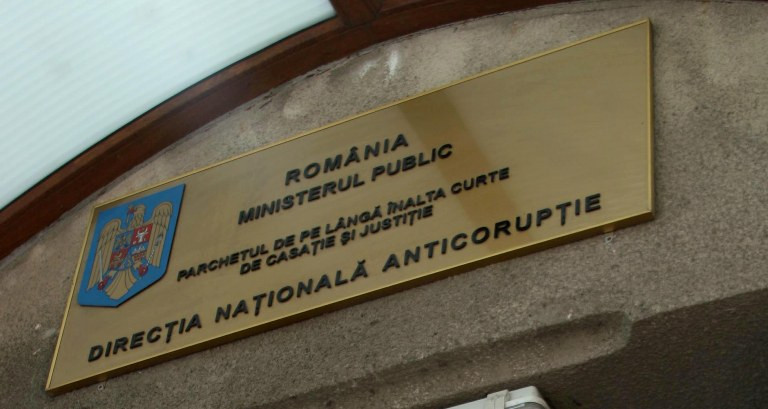 ROMÂNIA
MINISTERUL PUBLIC
PARCHETUL DE PE LÂNGĂ ÎNALTA CURTE
DE CASAȚIE ȘI JUSTIȚIE
DIRECȚIA NAȚIONALĂ ANTICORUPȚIE